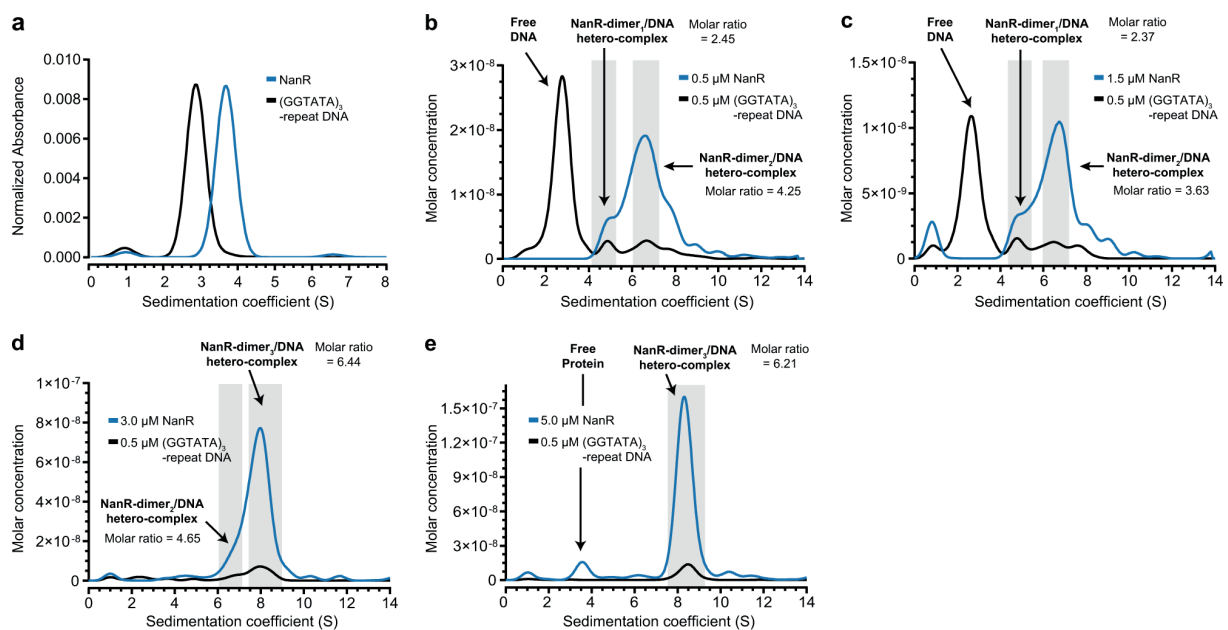 a
0.010
0.008
0.006
0.004
0.002
0.000
Normalized Absorbance
NanR
(GGTATA)3
-repeat DNA
0 1 2 3 4 5 6 7 8
Sedimentation coefficient (S)
b
Free
DNA
NanR-dimer1/DNA
hetero-complex
Molar ratio
= 2.45
3×10-8
2×10-8
1×10-8
0
Molar concentration
0.5 µM NanR
0.5 µM (GGTATA)3
-repeat DNA
NanR-dimer2/DNA
hetero-complex
Molar ratio = 4.25
0 2 4 6 8 10 12 14
Sedimentation coefficient (S)
c
Free
DNA
NanR-dimer1/DNA
hetero-complex
Molar ratio
= 2.37
1.5×10-8
1×10-8
5×10-9
0
Molar concentration
1.5 µM NanR
0.5 µM (GGTATA)3
-repeat DNA
NanR-dimer2/DNA
hetero-complex
Molar ratio = 3.63
0 2 4 6 8 10 12 14
Sedimentation coefficient (S)
d
NanR-dimer3/DNA
hetero-complex
Molar ratio
= 6.44
1×10-7
8×10-8
6×10-8
4×10-8
2×10-8
0
Molar concentration
3.0 µM NanR
0.5 µM (GGTATA)3
-repeat DNA
NanR-dimer2/DNA
hetero-complex
Molar ratio = 4.65
0 2 4 6 8 10 12 14
Sedimentation coefficient (S)
e
Free
Protein
NanR-dimer3/DNA
hetero-complex
Molar ratio
= 6.21
1.5×10-7
1.2×10-7
9×10-8
6×10-8
3×10-8
0
Molar concentration
5.0 µM NanR
0.5 µM (GGTATA)3
-repeat DNA
0 2 4 6 8 10 12 14
Sedimentation coefficient (S)